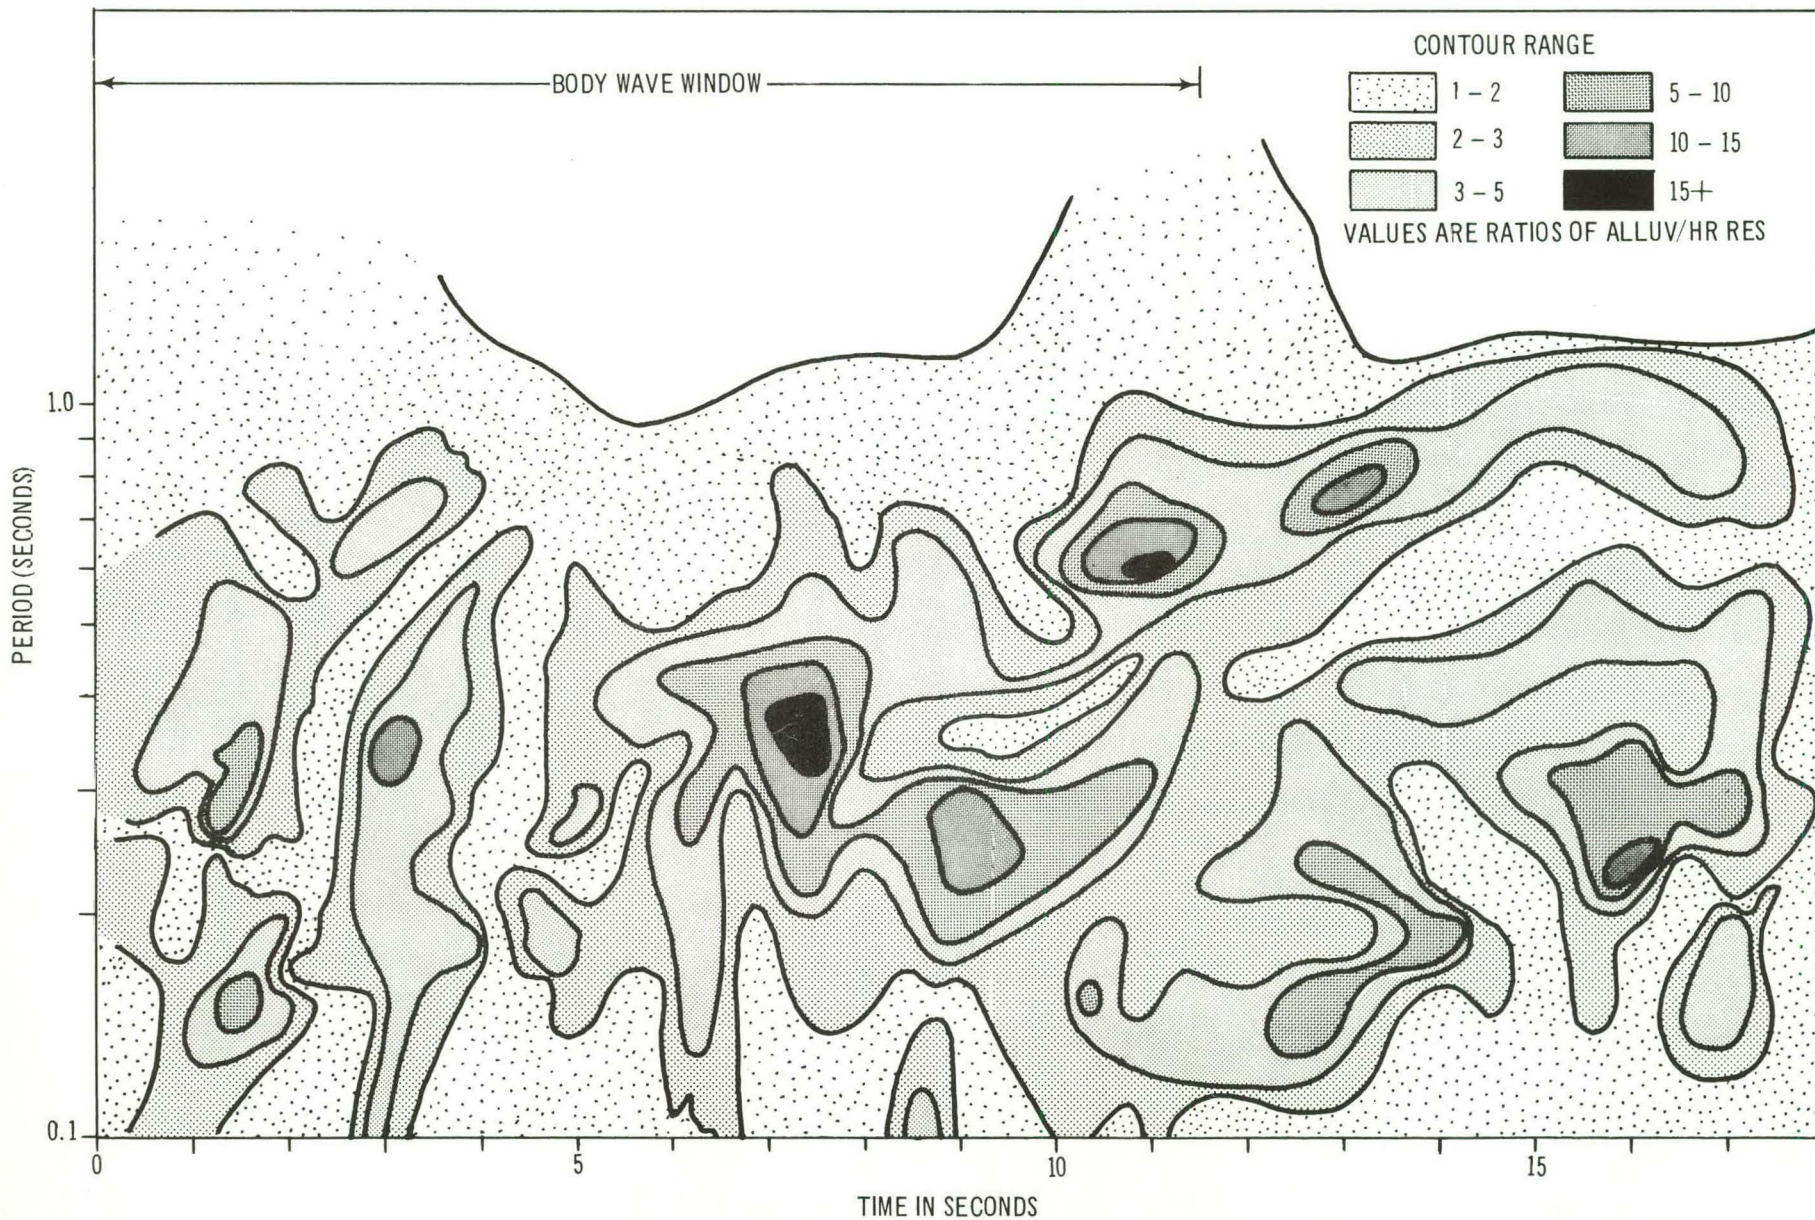 CONTOUR RANGE
BODY WAVE WINDOW
1 – 2
5 – 10
2 – 3
10 – 15
3 – 5
15+
VALUES ARE RATIOS OF ALLUV/HR RES
1.0
PERIOD (SECONDS)
0.1
0
5
10
15
TIME IN SECONDS